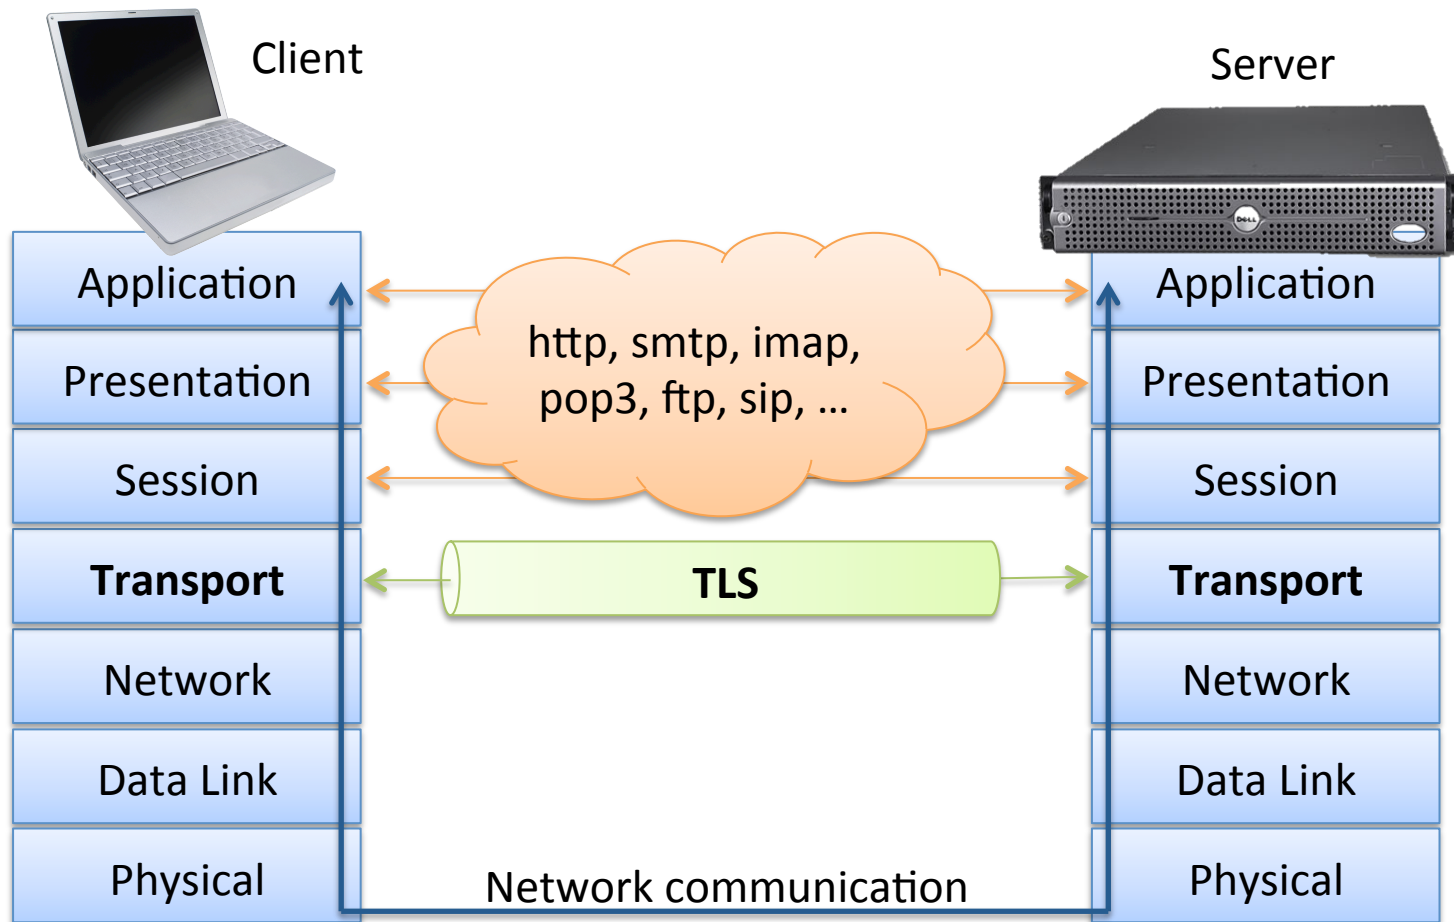 Client
Server
DELL
Application
Presentation
Session
Transport
Network
Data Link
Physical
http, smtp, imap,
pop3, ftp, sip, ...
TLS
Network communication
Application
Presentation
Session
Transport
Network
Data Link
Physical